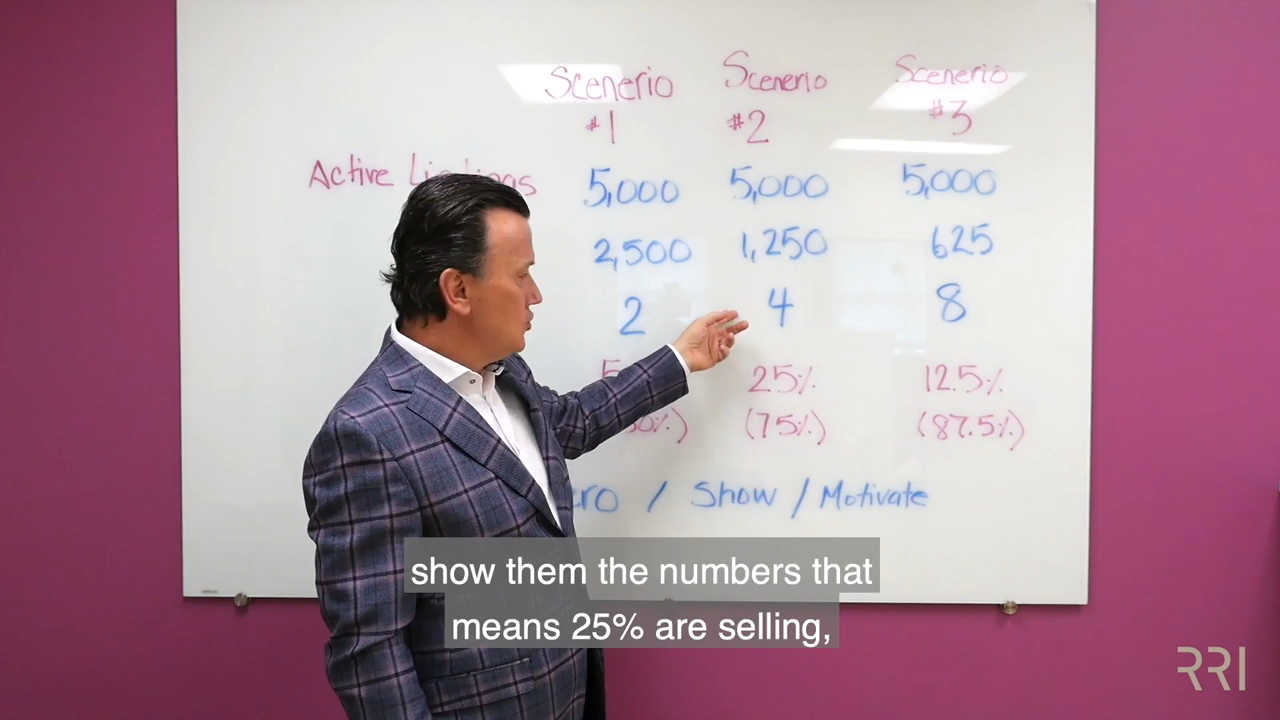 Scenerio Scenerio Scenerio
#1 #2 #3
Active 5,000 5,000 5,000
2,500 1,250 625
2 4 8
25% 12.5%
(75%) (87.5%)
/ Show / Motivate
show them the numbers that
means 25% are selling,
RRI